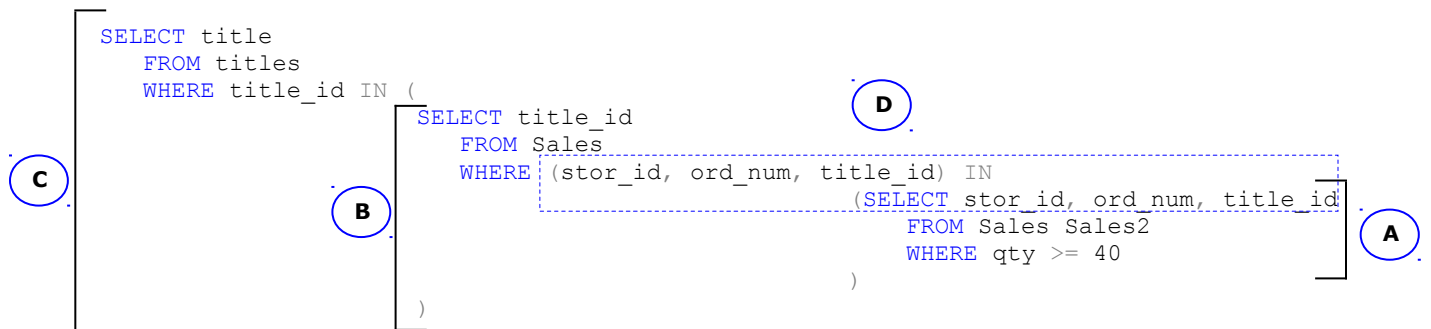 SELECT title
FROM titles
WHERE title_id IN (
D
SELECT title_id
FROM Sales
WHERE (stor_id, ord_num, title_id) IN
C
(SELECT stor_id, ord_num, title_id
B
FROM Sales Sales2
A
WHERE qty >= 40
)
)